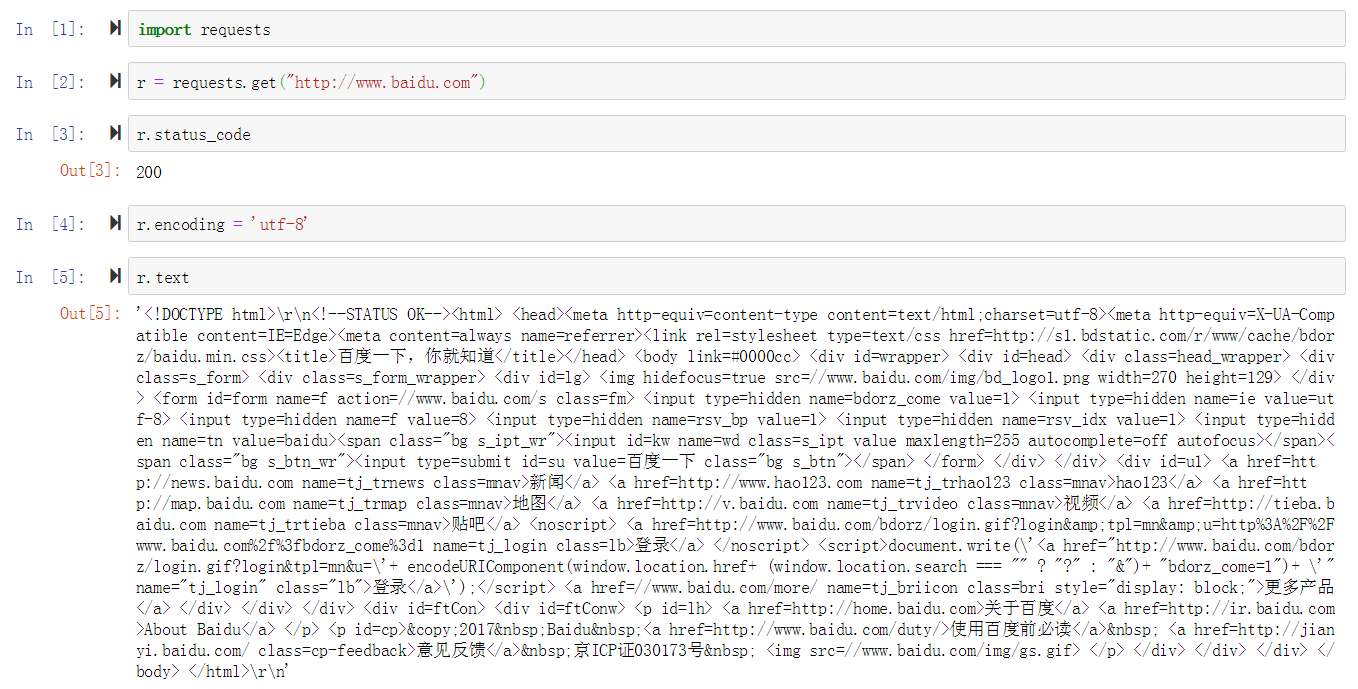 In [1]: import requests
In [2]: r = requests.get("http://www.baidu.com")
In [3]: r.status_code
Out[3]: 200
In [4]: r.encoding = 'utf-8'
In [5]: r.text
Out[5]: '<!DOCTYPE html>\r\n<!--STATUS OK--><html> <head><meta http-equiv=content-type content=text/html;charset=utf-8><meta http-equiv=X-UA-Comp
atible content=IE=Edge><meta content=always name=referrer><link rel=stylesheet type=text/css href=http://s1.bdstatic.com/r/www/cache/bdor
z/baidu.min.css><title>百度一下，你就知道</title></head> <body link=#0000cc> <div id=wrapper> <div id=head> <div class=head_wrapper> <div
class=s_form> <div class=s_form_wrapper> <div id=lg> <img hidefocus=true src=//www.baidu.com/img/bd_logo1.png width=270 height=129> </div
> <form id=form name=f action=//www.baidu.com/s class=fm> <input type=hidden name=bdorz_come value=1> <input type=hidden name=ie value=ut
f-8> <input type=hidden name=f value=8> <input type=hidden name=rsv_bp value=1> <input type=hidden name=rsv_idx value=1> <input type=hidd
en name=tn value=baidu><span class="bg s_ipt_wr"><input id=kw name=wd class=s_ipt value maxlength=255 autocomplete=off autofocus></span><
span class="bg s_btn_wr"><input type=submit id=su value=百度一下 class="bg s_btn"></span> </form> </div> </div> <div id=u1> <a href=htt
p://news.baidu.com name=tj_trnews class=mnav>新闻</a> <a href=http://www.hao123.com name=tj_trhao123 class=mnav>hao123</a> <a href=htt
p://map.baidu.com name=tj_trmap class=mnav>地图</a> <a href=http://v.baidu.com name=tj_trvideo class=mnav>视频</a> <a href=http://tieba.b
aidu.com name=tj_trtieba class=mnav>贴吧</a> <noscript> <a href=http://www.baidu.com/bdorz/login.gif?login&amp;tpl=mn&amp;u=http%3A%2F%2F
www.baidu.com%2f%3fbdorz_come%3d1 name=tj_login class=lb>登录</a> </noscript> <script>document.write(\'<a href="http://www.baidu.com/bdor
z/login.gif?login&tpl=mn&u=\'+ encodeURIComponent(window.location.href+ (window.location.search === "" ? "?" : "&")+ "bdorz_come=1")+ \'"
name="tj_login" class="lb">登录</a>\');</script> <a href=//www.baidu.com/more/ name=tj_briicon class=bri style="display: block;">更多产品
</a> </div> </div> </div> <div id=ftCon> <div id=ftConw> <p id=lh> <a href=http://home.baidu.com>关于百度</a> <a href=http://ir.baidu.com
>About Baidu</a> </p> <p id=cp>&copy;2017&nbsp;Baidu&nbsp;<a href=http://www.baidu.com/duty/>使用百度前必读</a>&nbsp; <a href=http://jian
yi.baidu.com/ class=cp-feedback>意见反馈</a>&nbsp;京ICP证030173号&nbsp; <img src=//www.baidu.com/img/gs.gif> </p> </div> </div> </div> </
body> </html>\r\n'